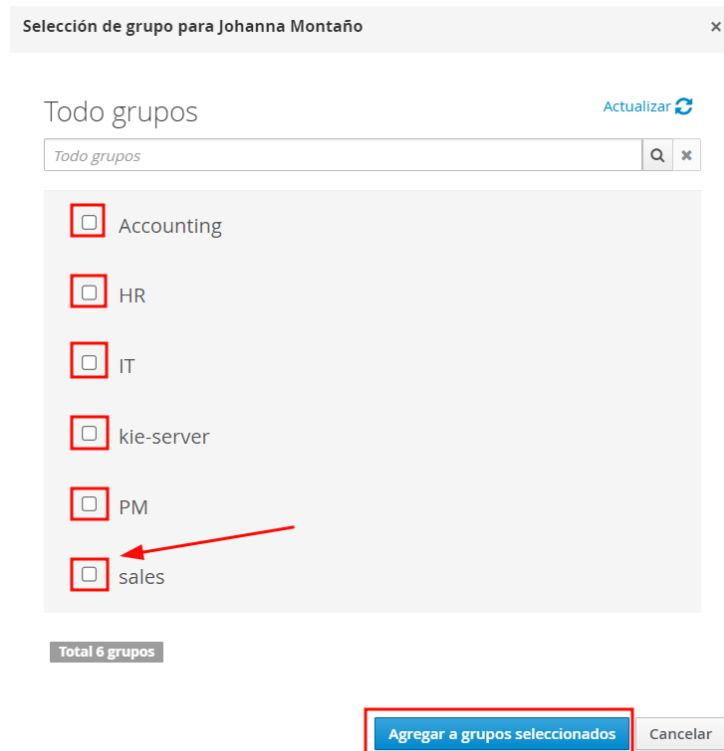 Selección de grupo para Johanna Montaño ×
Todo grupos
Actualizar
Todo grupos
Accounting
HR
IT
kie-server
PM
sales
Total 6 grupos
Agregar a grupos seleccionados
Cancelar